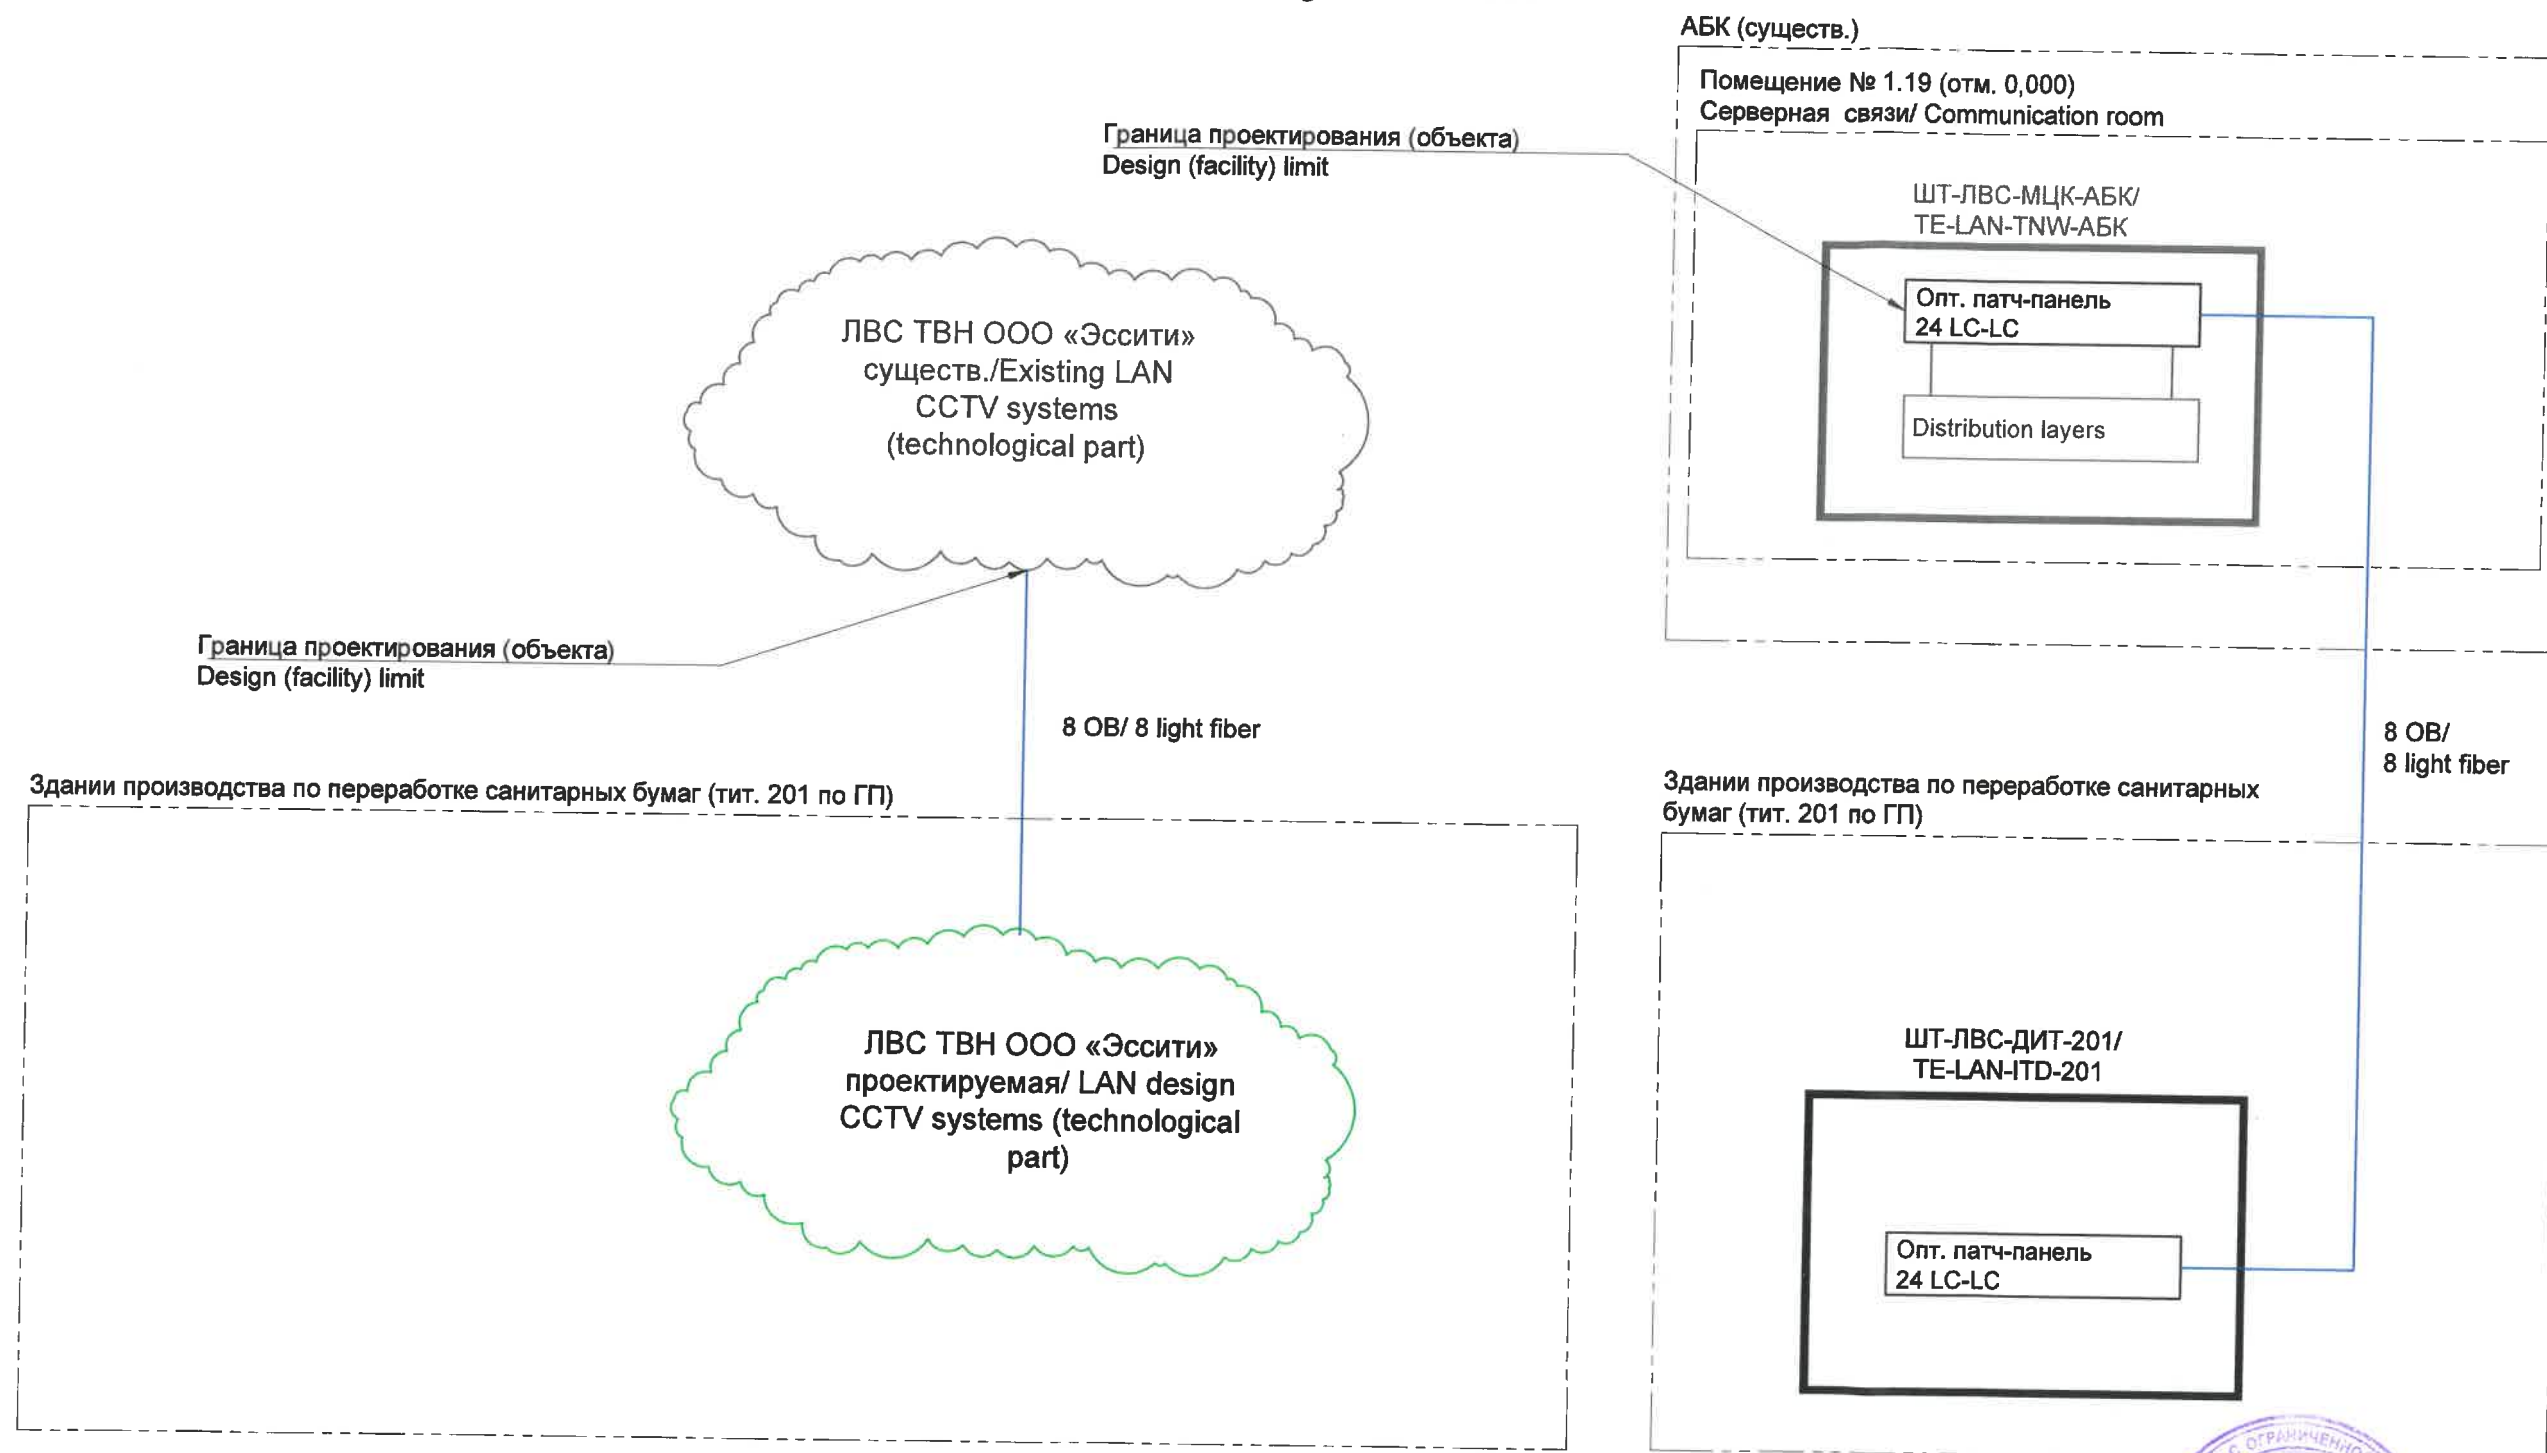 АБК (существ.)
Помещение № 1.19 (отм. 0,000)
Серверная связи/ Communication room
Граница проектирования (объекта)
Design (facility) limit
ШТ-ЛВС-МЦК-АБК/
TE-LAN-TNW-АБК
Опт. патч-панель
24 LC-LC
Distribution layers
ЛВС ТВН ООО «Эссити»
существ./Existing LAN
CCTV systems
(technological part)
Граница проектирования (объекта)
Design (facility) limit
8 ОВ/ 8 light fiber
8 ОВ/
8 light fiber
Здании производства по переработке санитарных бумаг (тит. 201 по ГП)
Здании производства по переработке санитарных
бумаг (тит. 201 по ГП)
ЛВС ТВН ООО «Эссити»
проектируемая/ LAN design
CCTV systems (technological
part)
ШТ-ЛВС-ДИТ-201/
TE-LAN-ITD-201
Опт. патч-панель
24 LC-LC